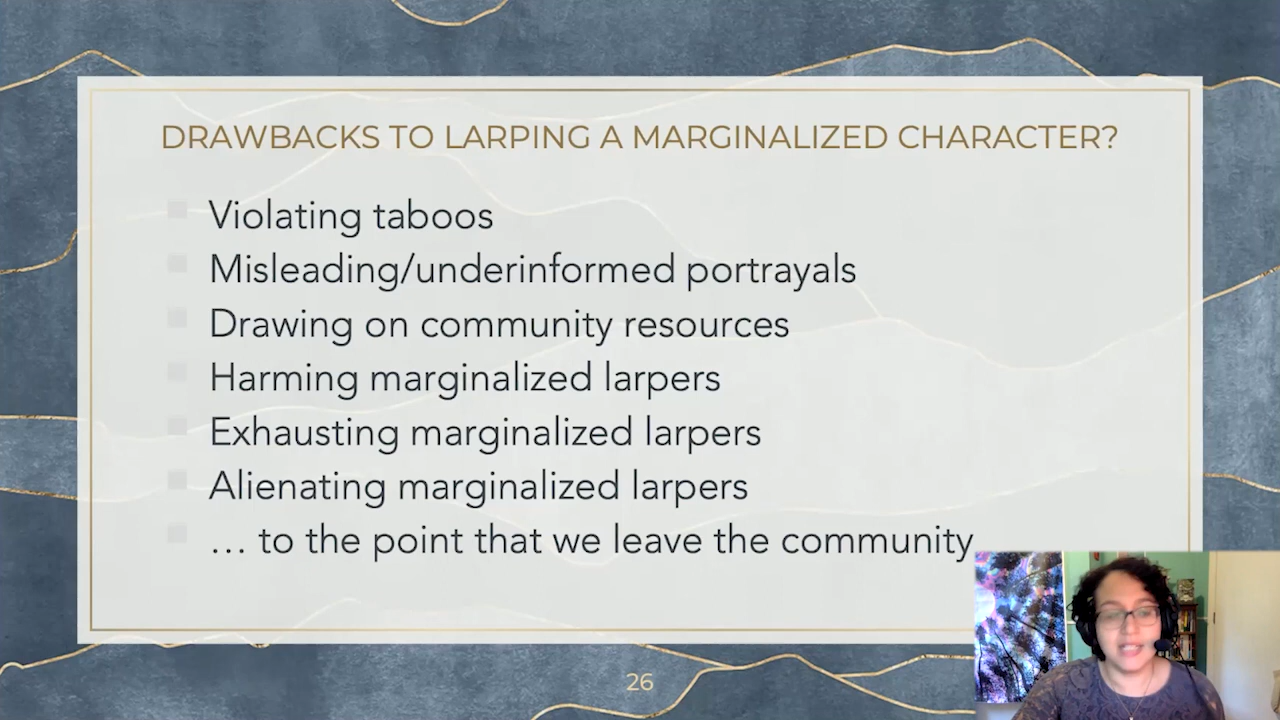 DRAWBACKS TO LARPING A MARGINALIZED CHARACTER?
Violating taboos
Misleading/underinformed portrayals
Drawing on community resources
Harming marginalized larpers
Exhausting marginalized larpers
Alienating marginalized larpers
… to the point that we leave the community
26